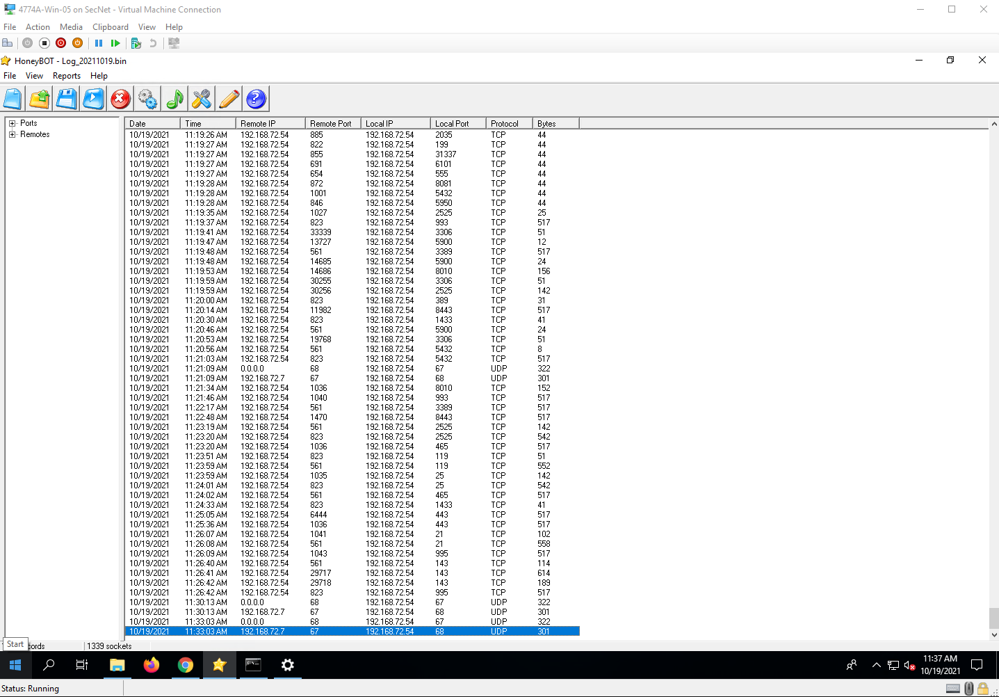 4774A-Win-05 on SecNet - Virtual Machine Connection
File Action Media Clipboard View Help
HoneyBOT - Log_20211019.bin
File View Reports Help
Ports
Remotes
Date Time Remote IP Remote Port Local IP Local Port Protocol Bytes
10/19/2021 11:19:26 AM 192.168.72.54 885 192.168.72.54 2035 TCP 44
10/19/2021 11:19:27 AM 192.168.72.54 822 192.168.72.54 199 TCP 44
10/19/2021 11:19:27 AM 192.168.72.54 855 192.168.72.54 31337 TCP 44
10/19/2021 11:19:27 AM 192.168.72.54 691 192.168.72.54 6101 TCP 44
10/19/2021 11:19:27 AM 192.168.72.54 654 192.168.72.54 555 TCP 44
10/19/2021 11:19:28 AM 192.168.72.54 872 192.168.72.54 8081 TCP 44
10/19/2021 11:19:28 AM 192.168.72.54 1001 192.168.72.54 5432 TCP 44
10/19/2021 11:19:28 AM 192.168.72.54 846 192.168.72.54 5950 TCP 44
10/19/2021 11:19:35 AM 192.168.72.54 1027 192.168.72.54 2525 TCP 25
10/19/2021 11:19:37 AM 192.168.72.54 823 192.168.72.54 993 TCP 517
10/19/2021 11:19:41 AM 192.168.72.54 33339 192.168.72.54 3306 TCP 51
10/19/2021 11:19:47 AM 192.168.72.54 13727 192.168.72.54 5900 TCP 12
10/19/2021 11:19:48 AM 192.168.72.54 561 192.168.72.54 3389 TCP 517
10/19/2021 11:19:48 AM 192.168.72.54 14685 192.168.72.54 5900 TCP 24
10/19/2021 11:19:53 AM 192.168.72.54 14686 192.168.72.54 8010 TCP 156
10/19/2021 11:19:59 AM 192.168.72.54 30255 192.168.72.54 3306 TCP 51
10/19/2021 11:19:59 AM 192.168.72.54 30256 192.168.72.54 2525 TCP 142
10/19/2021 11:20:00 AM 192.168.72.54 823 192.168.72.54 389 TCP 31
10/19/2021 11:20:14 AM 192.168.72.54 11982 192.168.72.54 8443 TCP 517
10/19/2021 11:20:30 AM 192.168.72.54 823 192.168.72.54 1433 TCP 41
10/19/2021 11:20:46 AM 192.168.72.54 561 192.168.72.54 5900 TCP 24
10/19/2021 11:20:53 AM 192.168.72.54 19768 192.168.72.54 3306 TCP 51
10/19/2021 11:20:56 AM 192.168.72.54 561 192.168.72.54 5432 TCP 8
10/19/2021 11:21:03 AM 192.168.72.54 823 192.168.72.54 5432 TCP 517
10/19/2021 11:21:09 AM 0.0.0.0 68 192.168.72.54 67 UDP 322
10/19/2021 11:21:09 AM 192.168.72.7 67 192.168.72.54 68 UDP 301
10/19/2021 11:21:34 AM 192.168.72.54 1036 192.168.72.54 8010 TCP 152
10/19/2021 11:21:46 AM 192.168.72.54 1040 192.168.72.54 993 TCP 517
10/19/2021 11:22:17 AM 192.168.72.54 561 192.168.72.54 3389 TCP 517
10/19/2021 11:22:48 AM 192.168.72.54 1470 192.168.72.54 8443 TCP 517
10/19/2021 11:23:19 AM 192.168.72.54 561 192.168.72.54 2525 TCP 142
10/19/2021 11:23:20 AM 192.168.72.54 823 192.168.72.54 2525 TCP 542
10/19/2021 11:23:20 AM 192.168.72.54 1036 192.168.72.54 465 TCP 517
10/19/2021 11:23:51 AM 192.168.72.54 823 192.168.72.54 119 TCP 51
10/19/2021 11:23:59 AM 192.168.72.54 561 192.168.72.54 119 TCP 552
10/19/2021 11:23:59 AM 192.168.72.54 1035 192.168.72.54 25 TCP 142
10/19/2021 11:24:01 AM 192.168.72.54 823 192.168.72.54 25 TCP 542
10/19/2021 11:24:02 AM 192.168.72.54 561 192.168.72.54 465 TCP 517
10/19/2021 11:24:33 AM 192.168.72.54 823 192.168.72.54 1433 TCP 41
10/19/2021 11:25:05 AM 192.168.72.54 6444 192.168.72.54 443 TCP 517
10/19/2021 11:25:36 AM 192.168.72.54 1036 192.168.72.54 443 TCP 517
10/19/2021 11:26:07 AM 192.168.72.54 1041 192.168.72.54 21 TCP 102
10/19/2021 11:26:08 AM 192.168.72.54 561 192.168.72.54 21 TCP 558
10/19/2021 11:26:09 AM 192.168.72.54 1043 192.168.72.54 995 TCP 517
10/19/2021 11:26:40 AM 192.168.72.54 561 192.168.72.54 143 TCP 114
10/19/2021 11:26:41 AM 192.168.72.54 29717 192.168.72.54 143 TCP 614
10/19/2021 11:26:42 AM 192.168.72.54 29718 192.168.72.54 143 TCP 189
10/19/2021 11:26:42 AM 192.168.72.54 823 192.168.72.54 995 TCP 517
10/19/2021 11:30:13 AM 0.0.0.0 68 192.168.72.54 67 UDP 322
10/19/2021 11:30:13 AM 192.168.72.7 67 192.168.72.54 68 UDP 301
10/19/2021 11:33:03 AM 0.0.0.0 68 192.168.72.54 67 UDP 322
10/19/2021 11:33:03 AM 192.168.72.7 67 192.168.72.54 68 UDP 301
Start
cords 1339 sockets
11:37 AM
10/19/2021
Status: Running